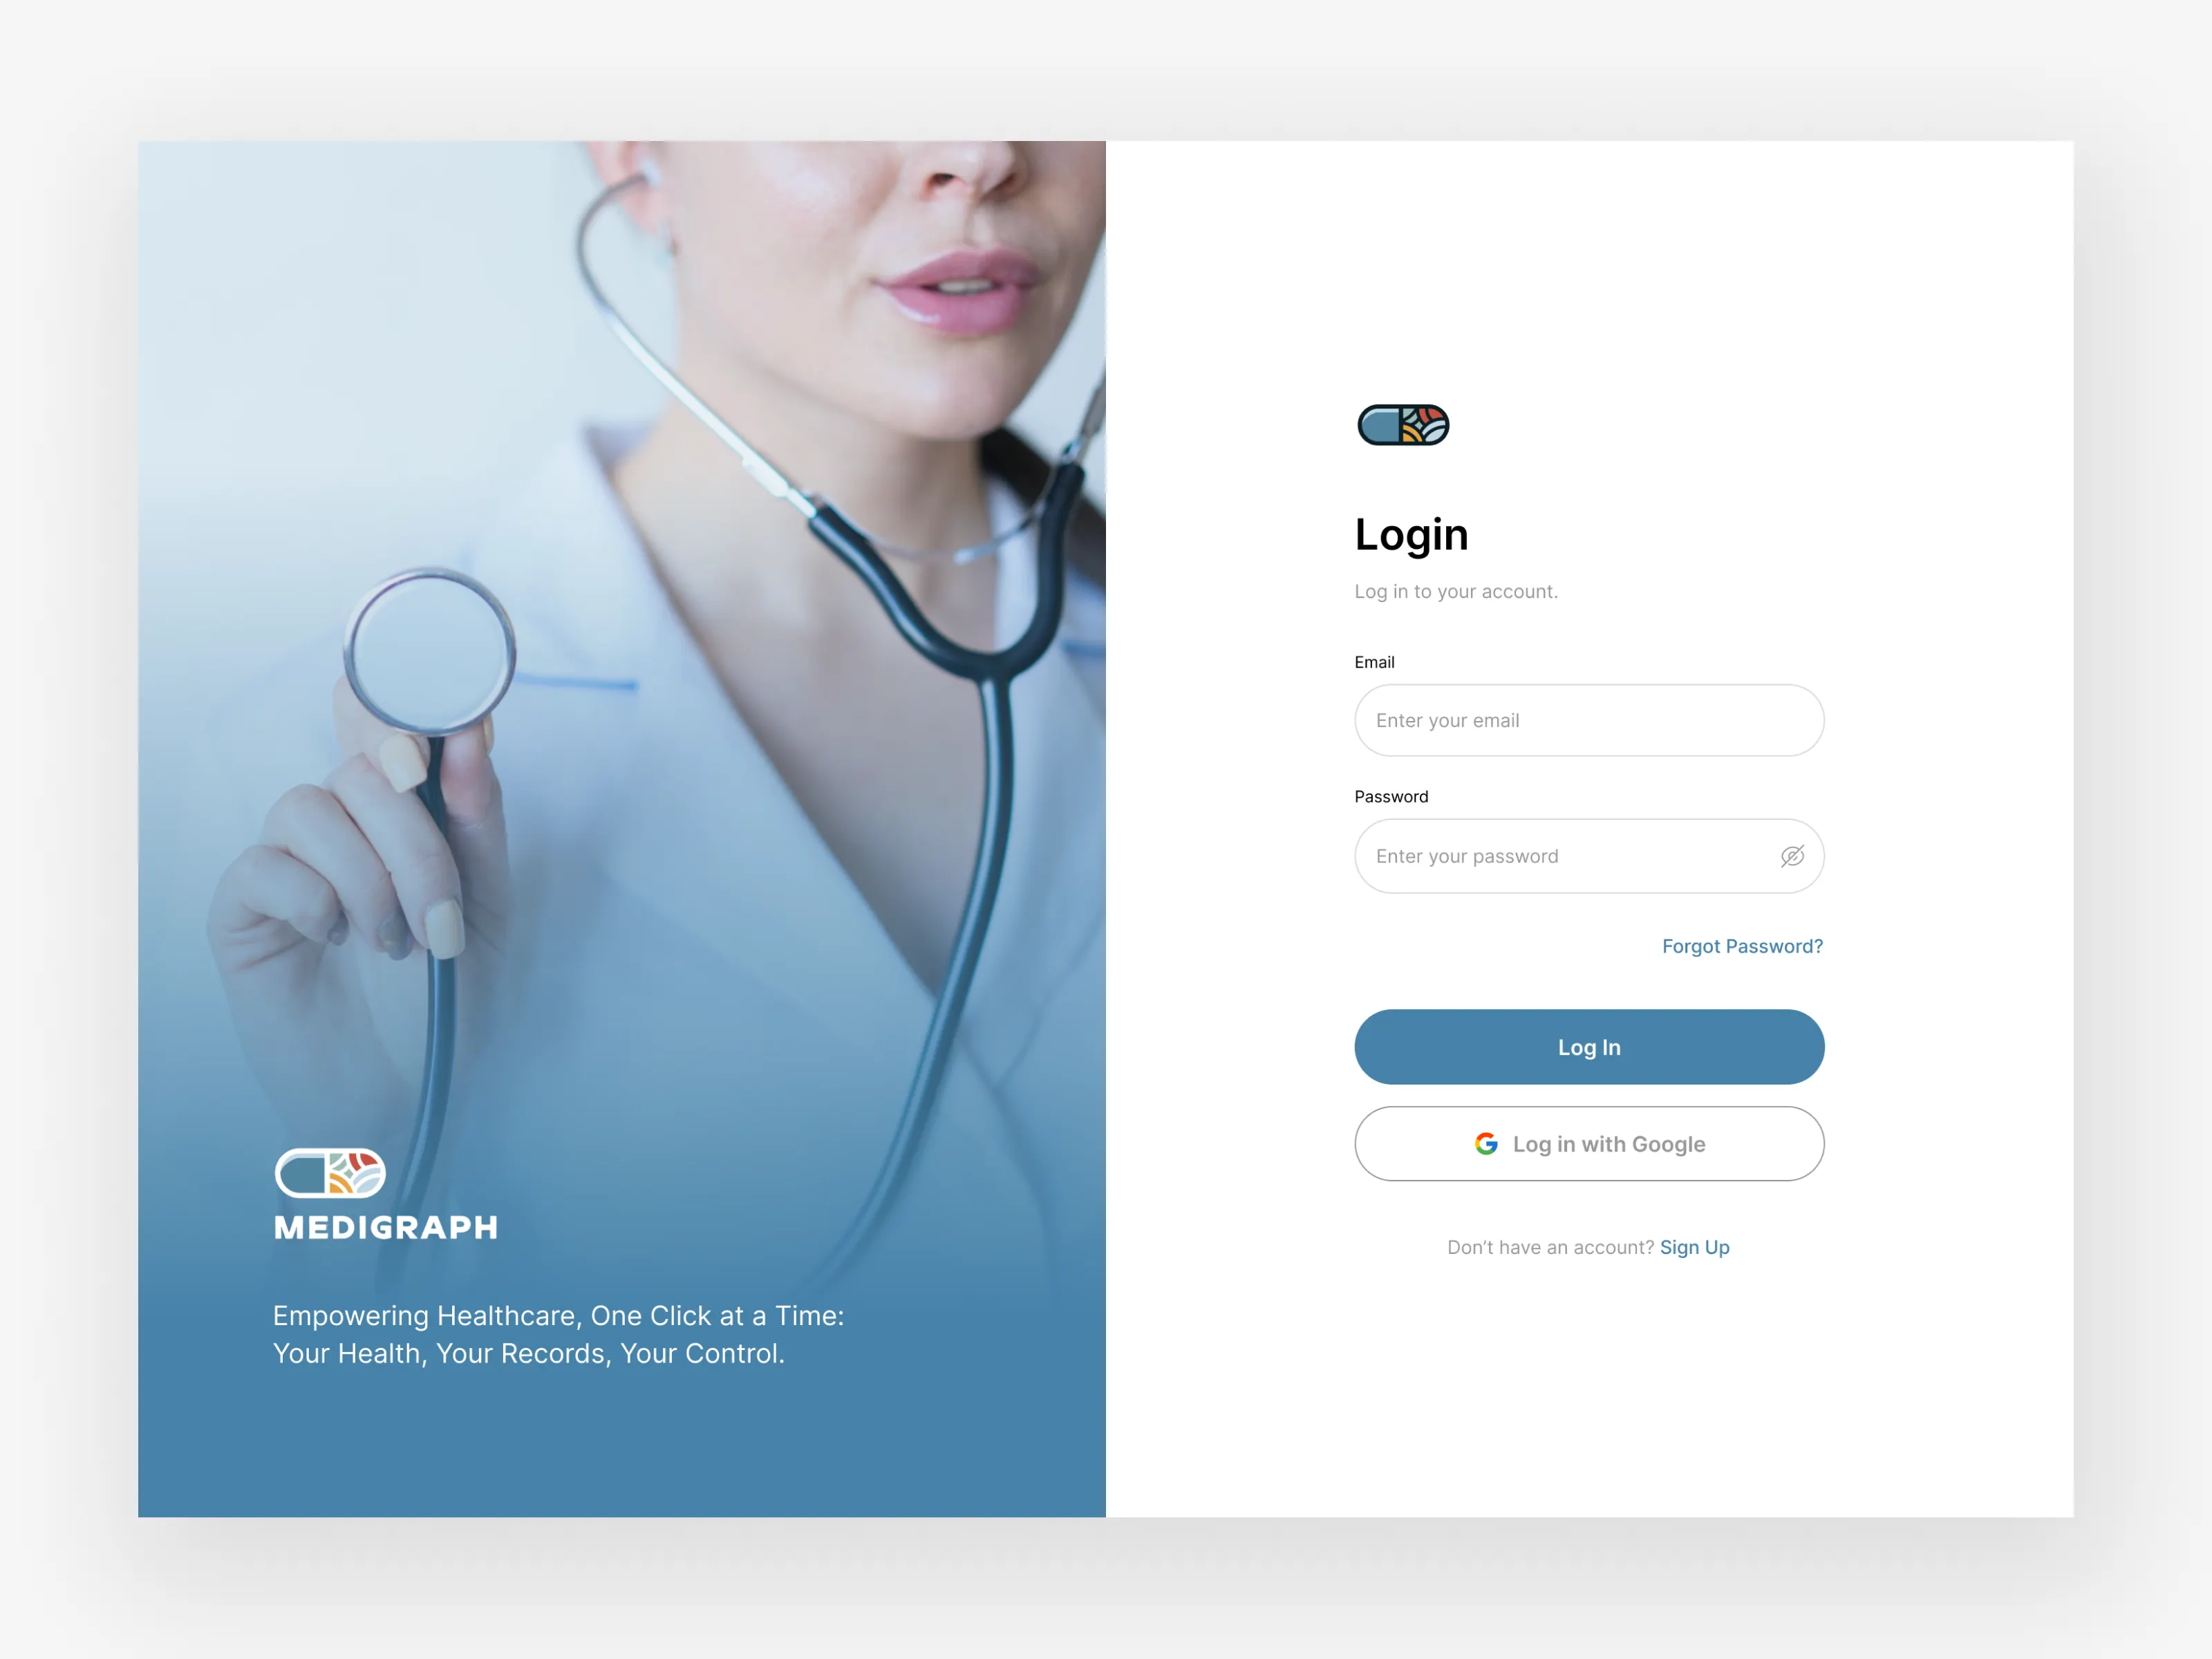 MEDIGRAPH
Empowering Healthcare, One Click at a Time:
Your Health, Your Records, Your Control.
Login
Log in to your account.
Email
Enter your email
Password
Enter your password
Forgot Password?
Log In
Log in with Google
Don’t have an account? Sign Up